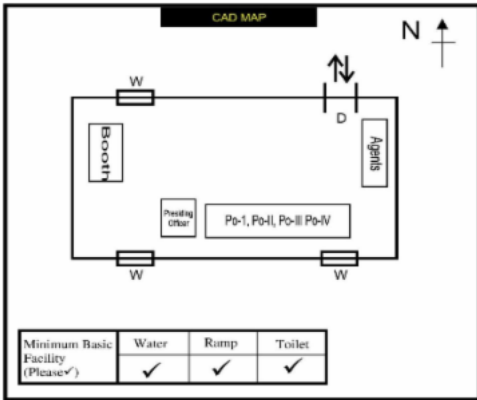 CAD MAP
N
W
D
Booth
Agents
Presiding
Officer
Po-1, Po-II, Po-III Po-IV
W
W
Minimum Basic
Facility
(Please✓)
Water
Ramp
Toilet
✓
✓
✓